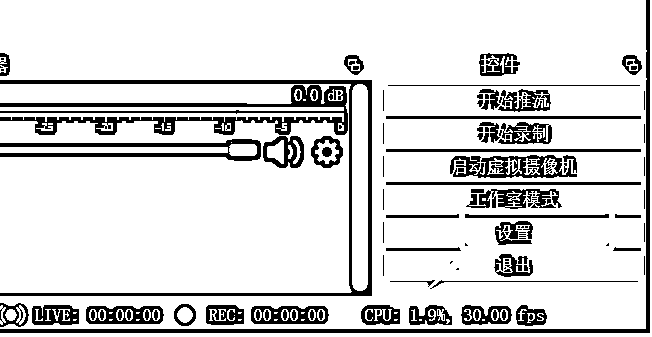 器
控件
0.0 dB
-25 -20 -15 -10 -5 0
开始推流
开始录制
启动虚拟摄像机
工作室模式
设置
退出
LIVE: 00:00:00 REC: 00:00:00 CPU: 1.9%, 30.00 fps